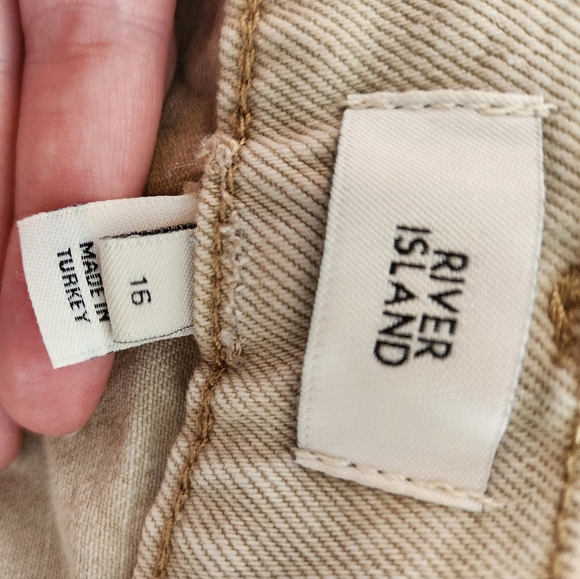 RIVER
ISLAND
MADE IN
TURKEY
16